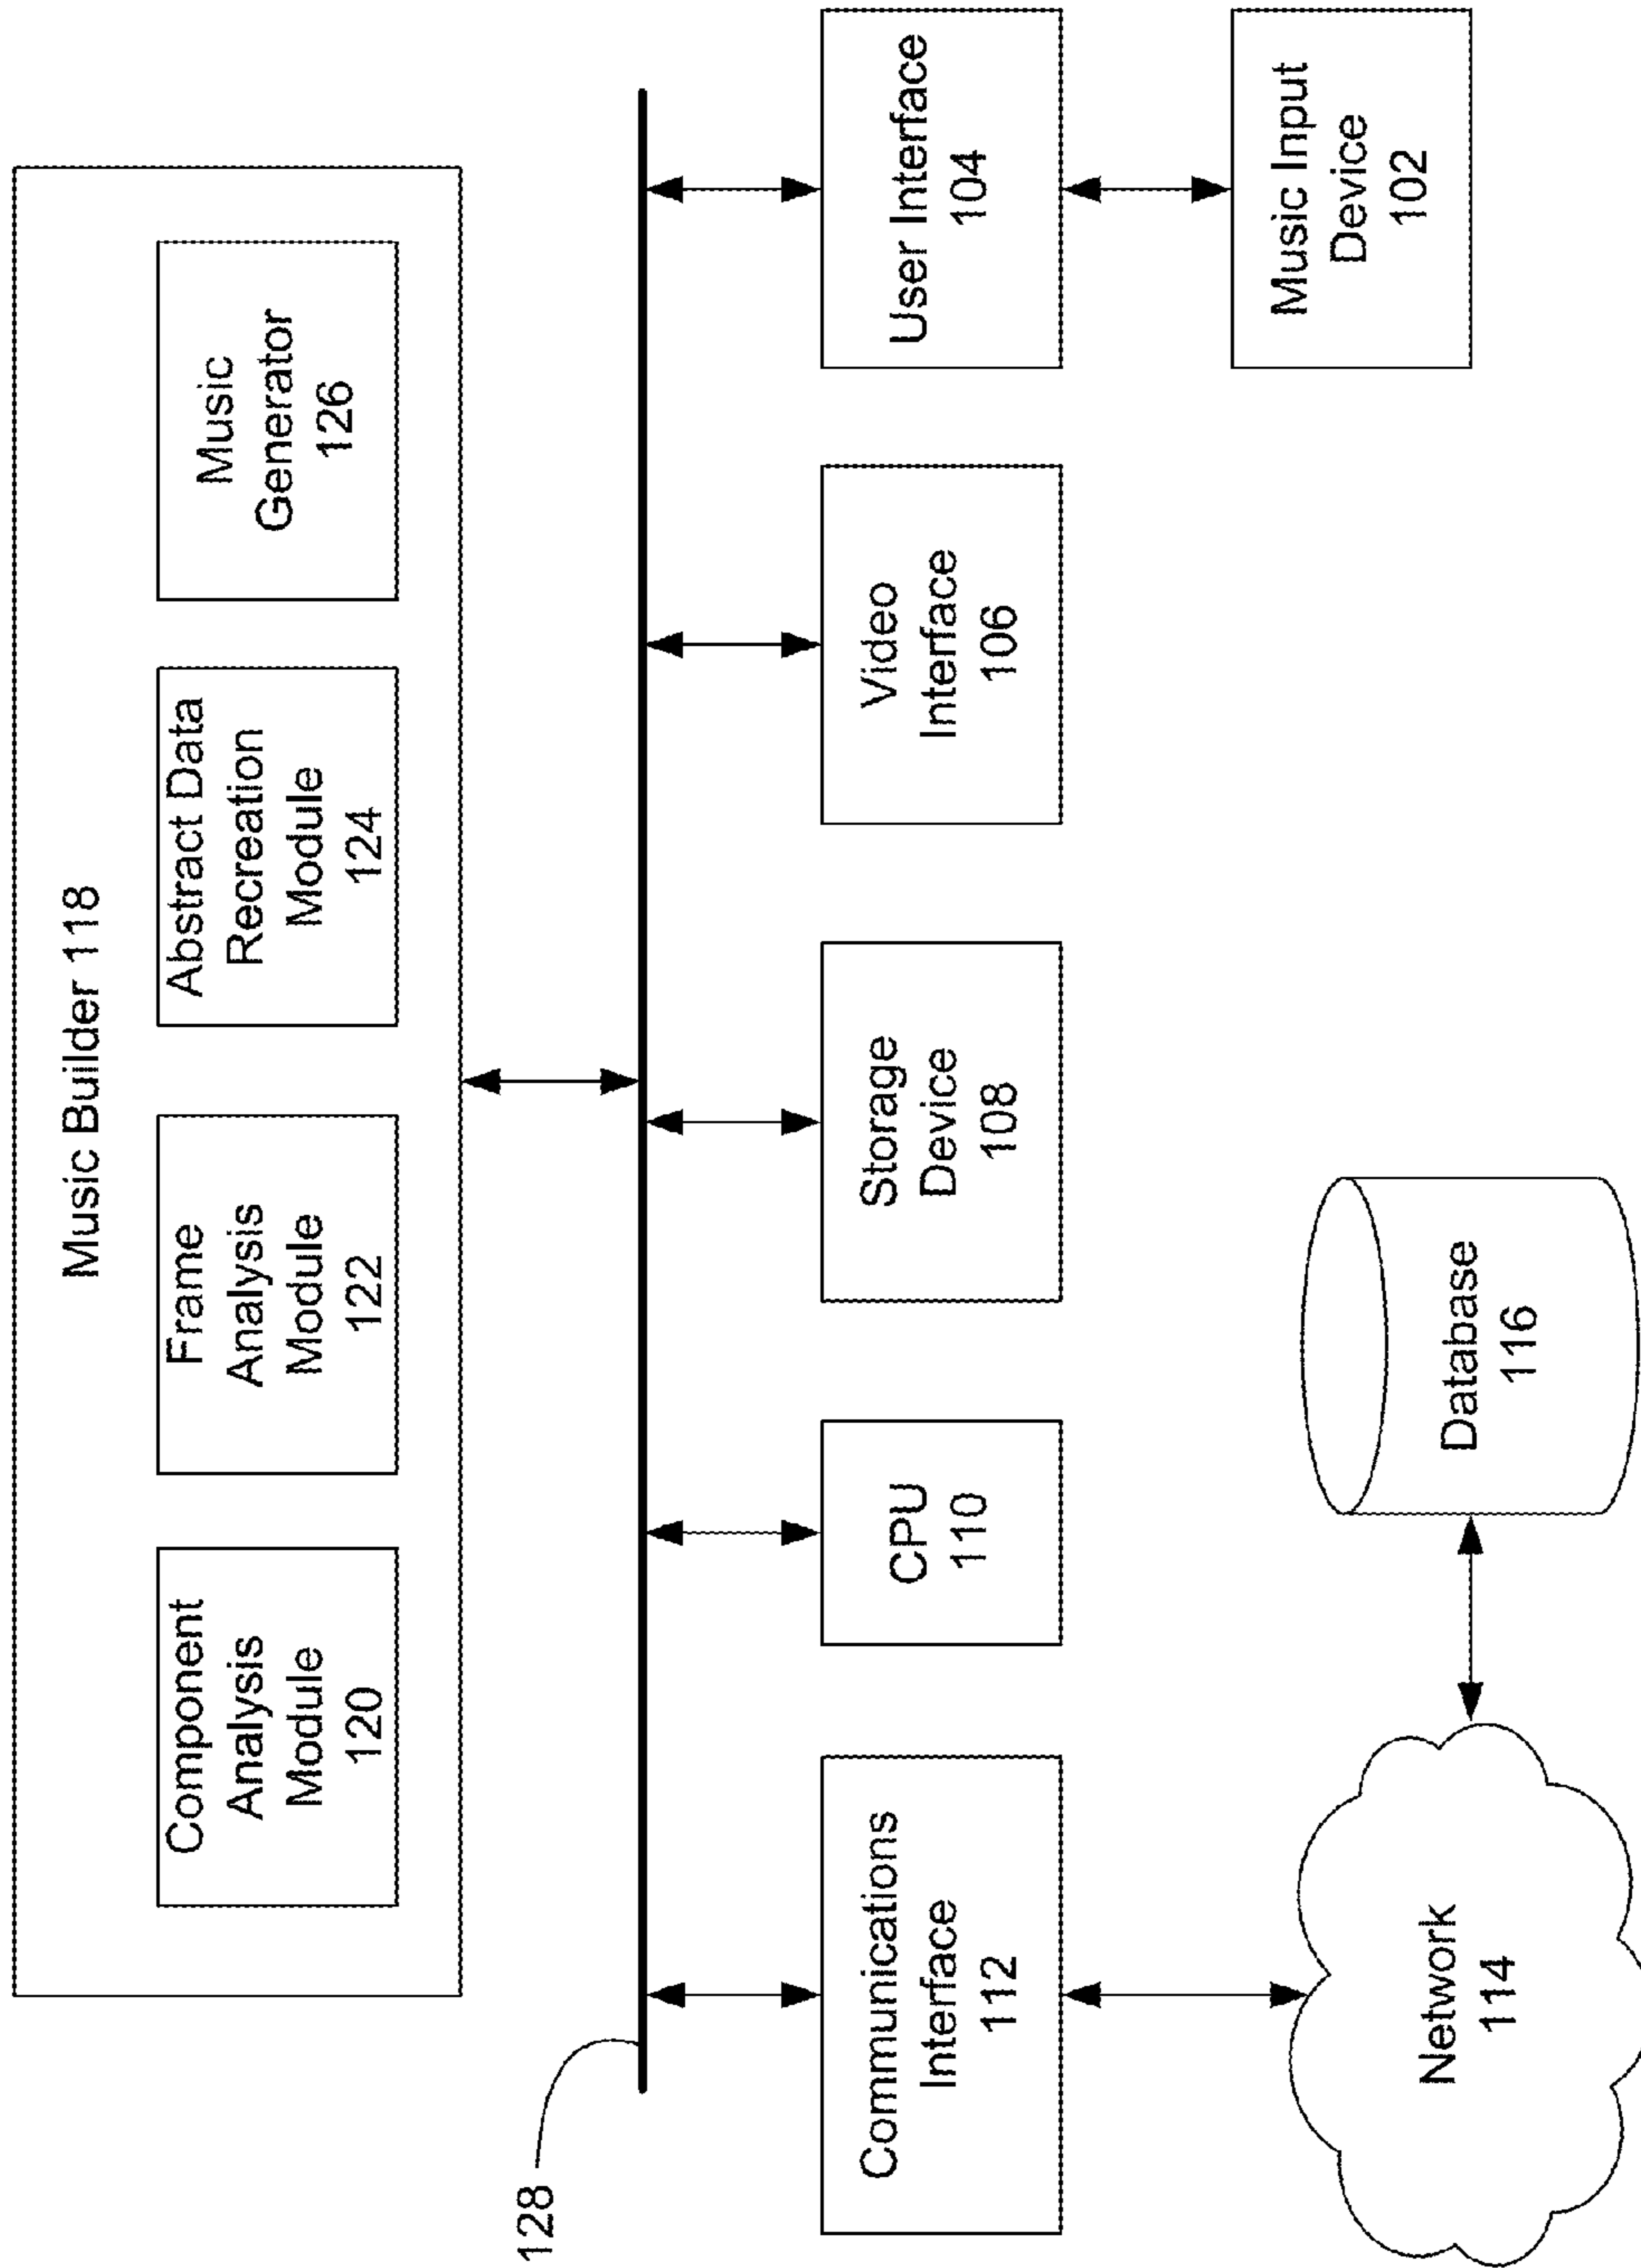 Music Builder 118
Component
Analysis
Module
120
Frame
Analysis
Module
122
Abstract Data
Recreation
Module
124
Music
Generator
126
128
Communications
Interface
112
CPU
110
Storage
Device
108
Video
Interface
106
User Interface
104
Network
114
Database
116
Music Input
Device
102